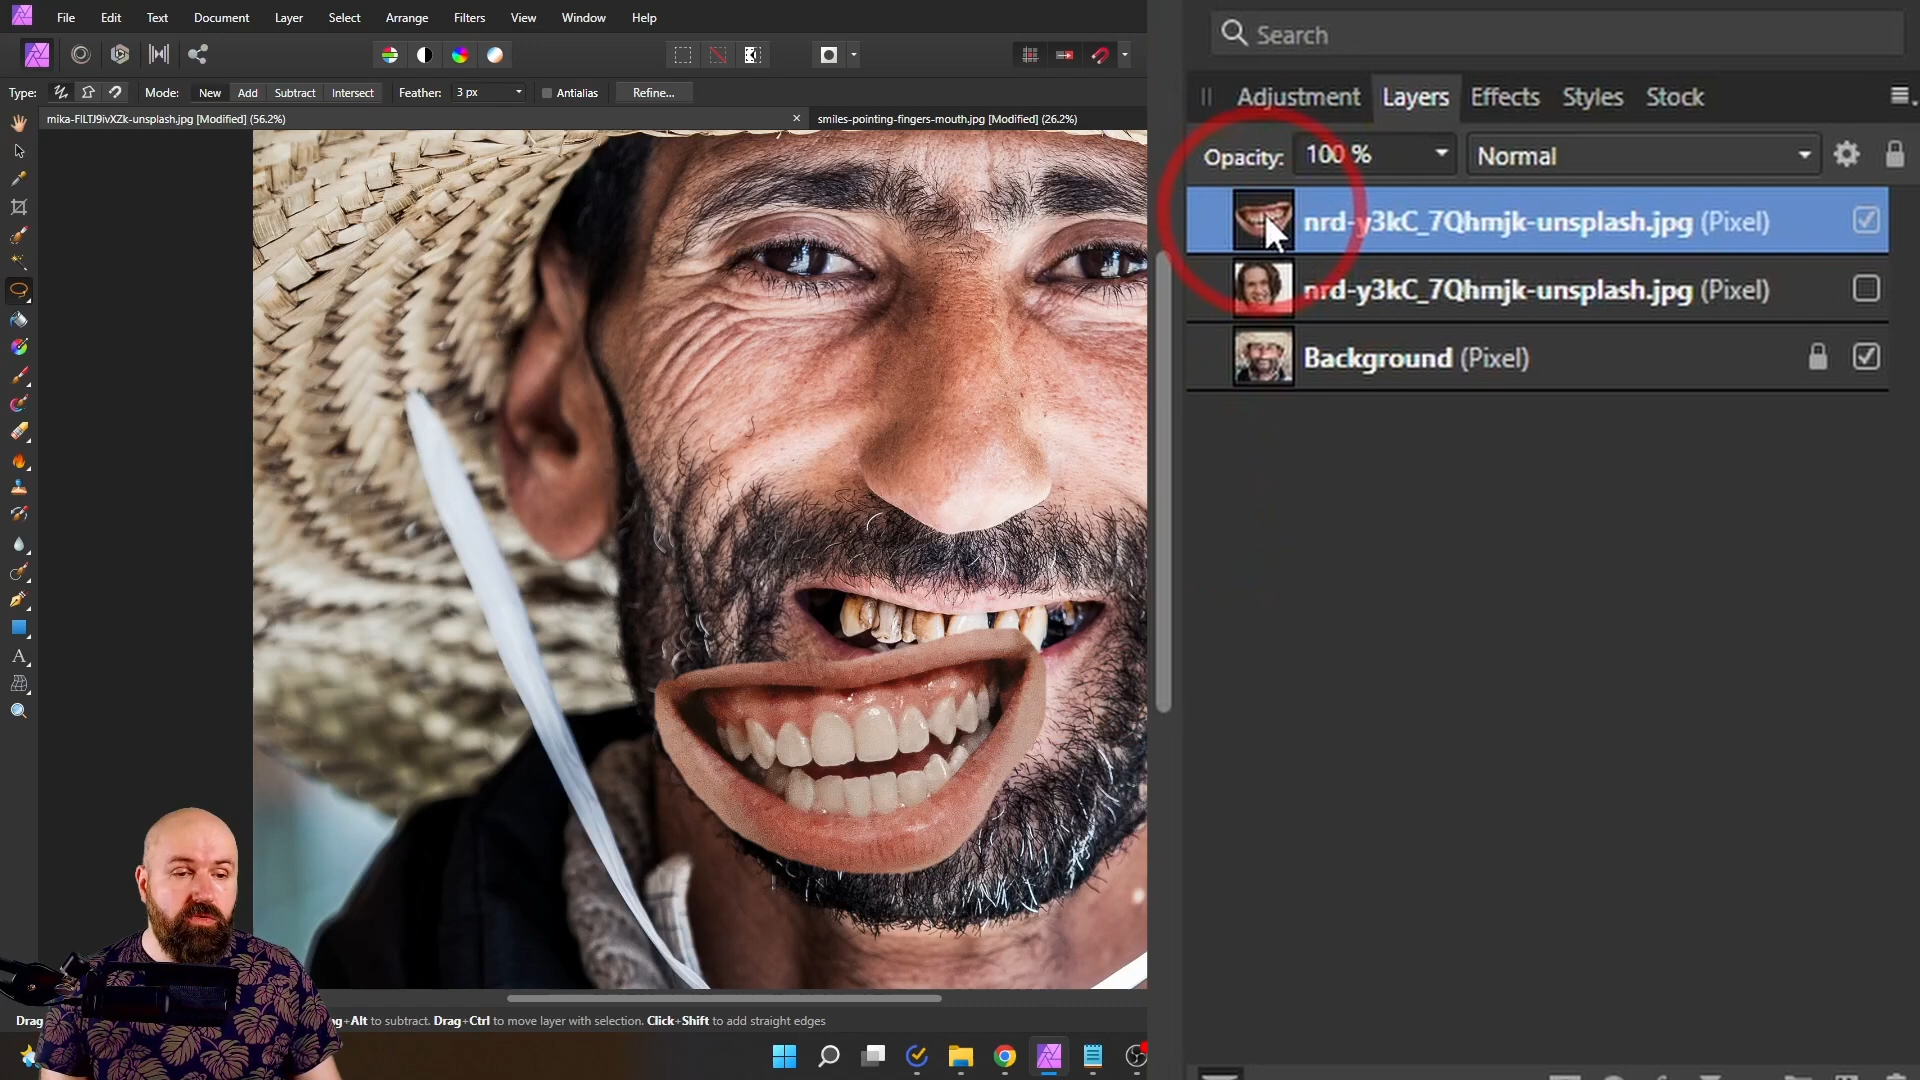 File Edit Text Document Layer Select Arrange Filters View Window Help
Type: Mode: New Add Subtract Intersect Feather: 3 px Antialias Refine...
mika-FILTJ9ivXZk-unsplash.jpg [Modified] (56.2%)
smiles-pointing-fingers-mouth.jpg [Modified] (26.2%)
Search
Adjustment Layers Effects Styles Stock
Opacity: 100 % Normal
nrd-y3kC_7Qhmjk-unsplash.jpg (Pixel)
nrd-y3kC_7Qhmjk-unsplash.jpg (Pixel)
Background (Pixel)
A
Drag +Alt to subtract. Drag+Ctrl to move layer with selection. Click+Shift to add straight edges